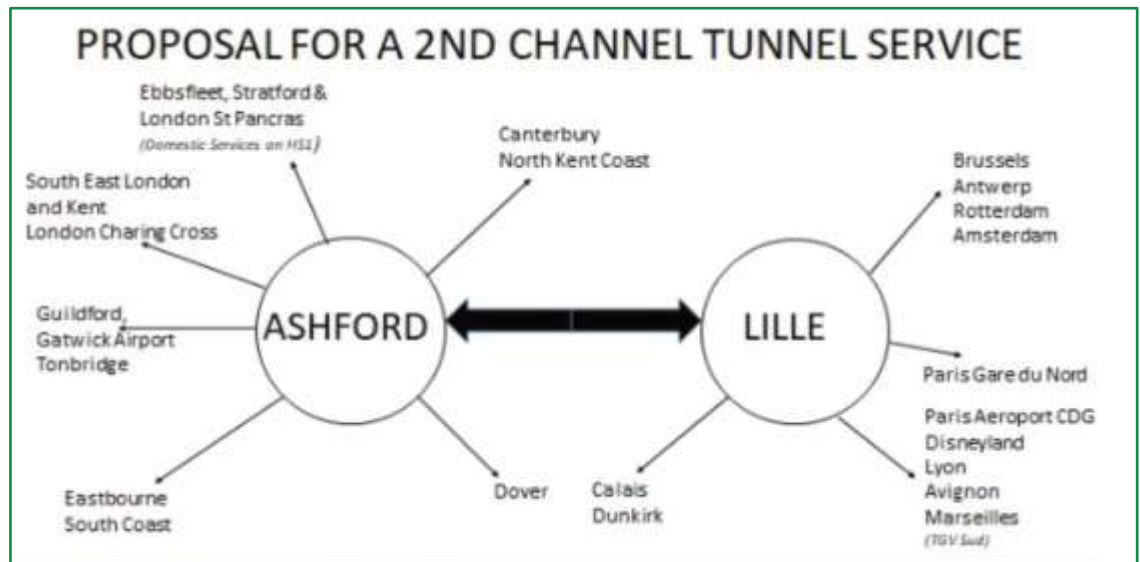 PROPOSAL FOR A 2ND CHANNEL TUNNEL SERVICE
Ebbsfleet, Stratford &
London St Pancras
(Domestic Services on HS1)
Canterbury
North Kent Coast
Brussels
Antwerp
Rotterdam
Amsterdam
South East London
and Kent
London Charing Cross
Guildford,
Gatwick Airport
Tonbridge
ASHFORD
LILLE
Paris Gare du Nord
Paris Aeroport CDG
Disneyland
Lyon
Avignon
Marseilles
(TGV Sud)
Eastbourne
South Coast
Dover
Calais
Dunkirk